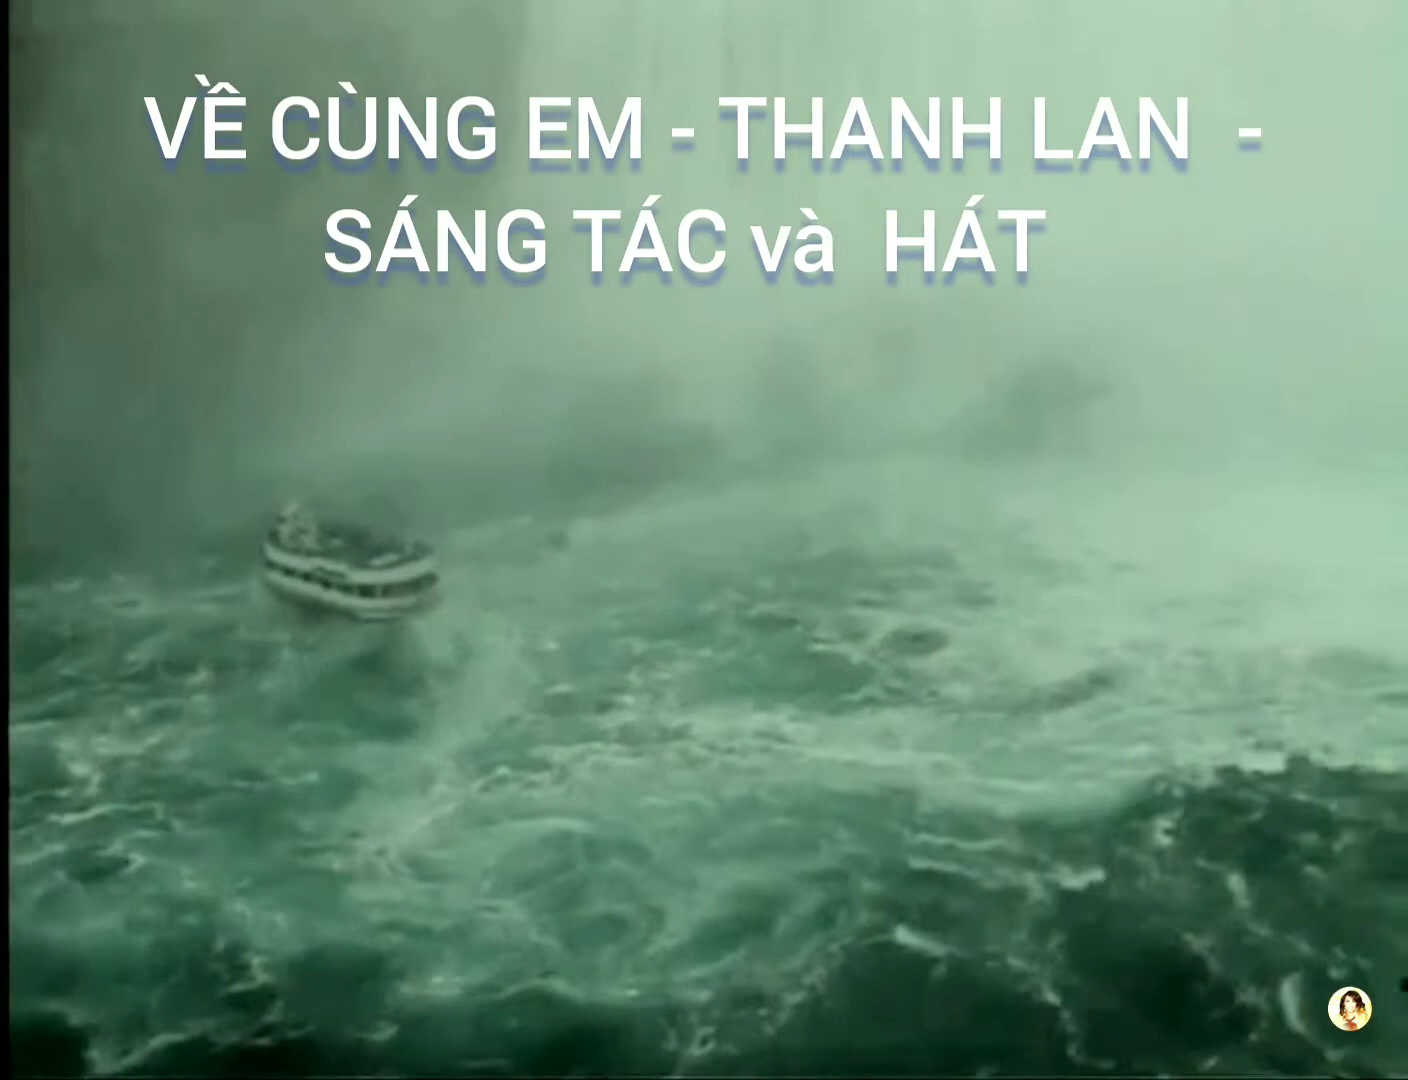 VỀ CÙNG EM - THANH LAN -
SÁNG TÁC và HÁT